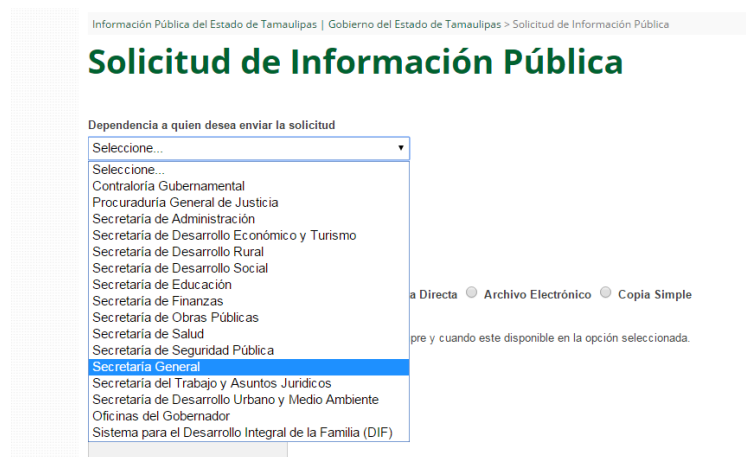 Información Pública del Estado de Tamaulipas | Gobierno del Estado de Tamaulipas > Solicitud de Información Pública
Solicitud de Información Pública
Dependencia a quien desea enviar la solicitud
Seleccione...
Seleccione...
Contraloría Gubernamental
Procuraduría General de Justicia
Secretaría de Administración
Secretaría de Desarrollo Económico y Turismo
Secretaría de Desarrollo Rural
Secretaría de Desarrollo Social
Secretaría de Educación
Secretaría de Finanzas
a Directa Archivo Electrónico Copia Simple
Secretaría de Obras Públicas
Secretaría de Salud
pre y cuando este disponible en la opción seleccionada.
Secretaría de Seguridad Pública
Secretaría General
Secretaría del Trabajo y Asuntos Jurídicos
Secretaría de Desarrollo Urbano y Medio Ambiente
Oficinas del Gobernador
Sistema para el Desarrollo Integral de la Familia (DIF)